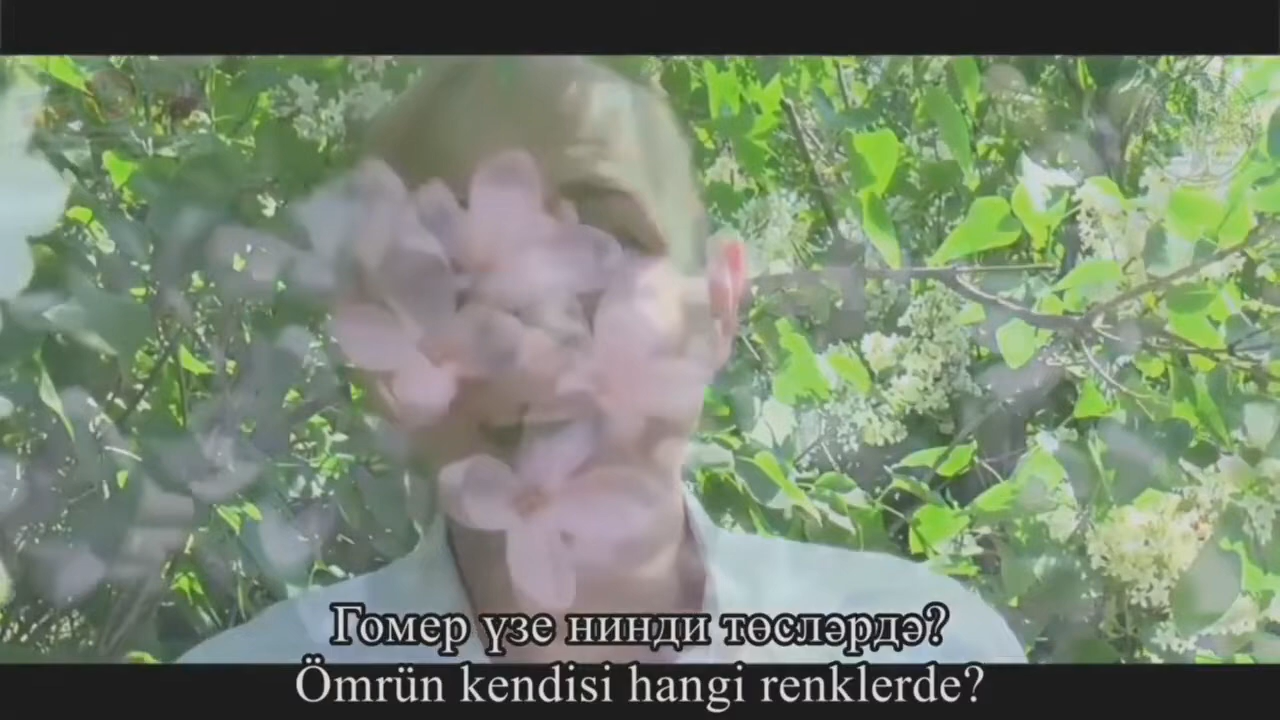 Гомер үзе нинди төсләрдә?
Ömrün kendisi hangi renklerde?